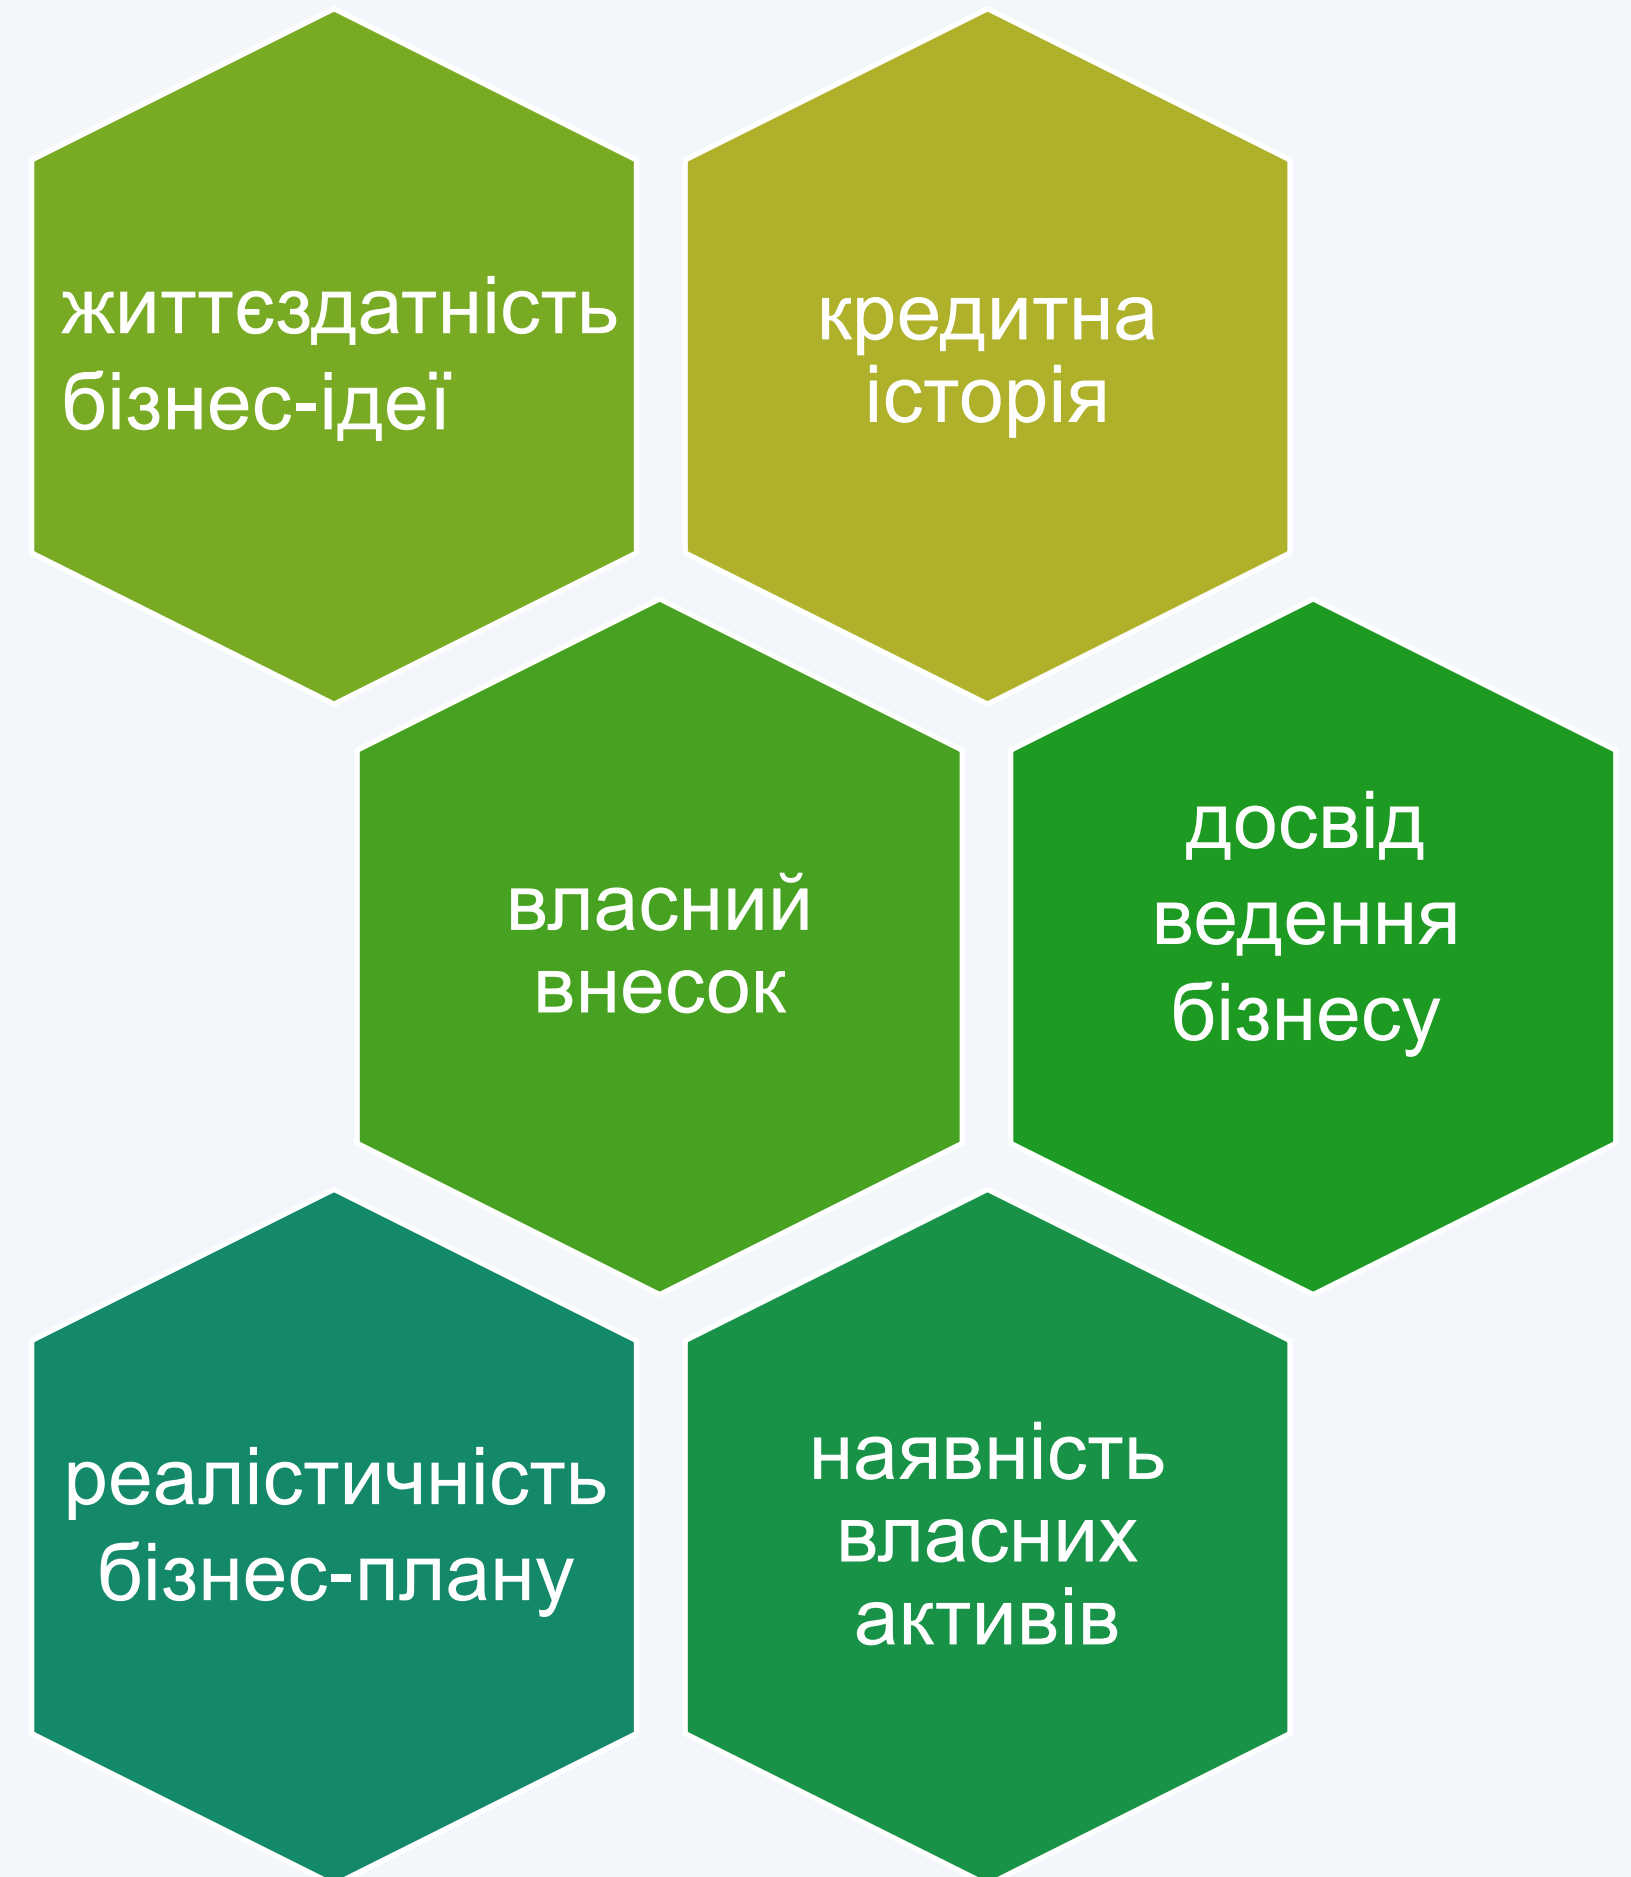 життєздатність
бізнес-ідеї
кредитна
історія
власний
внесок
досвід
ведення
бізнесу
реалістичність
бізнес-плану
наявність
власних
активів